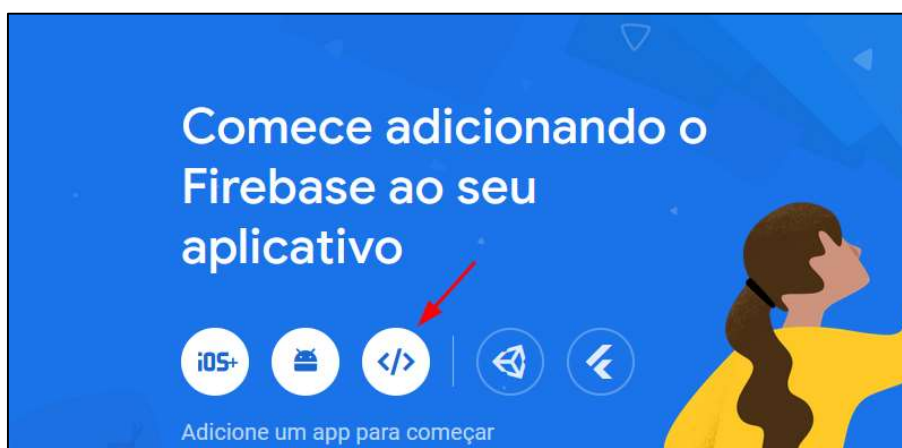 Comece adicionando o
Firebase ao seu
aplicativo
iOS+
</>
Adicione um app para começar